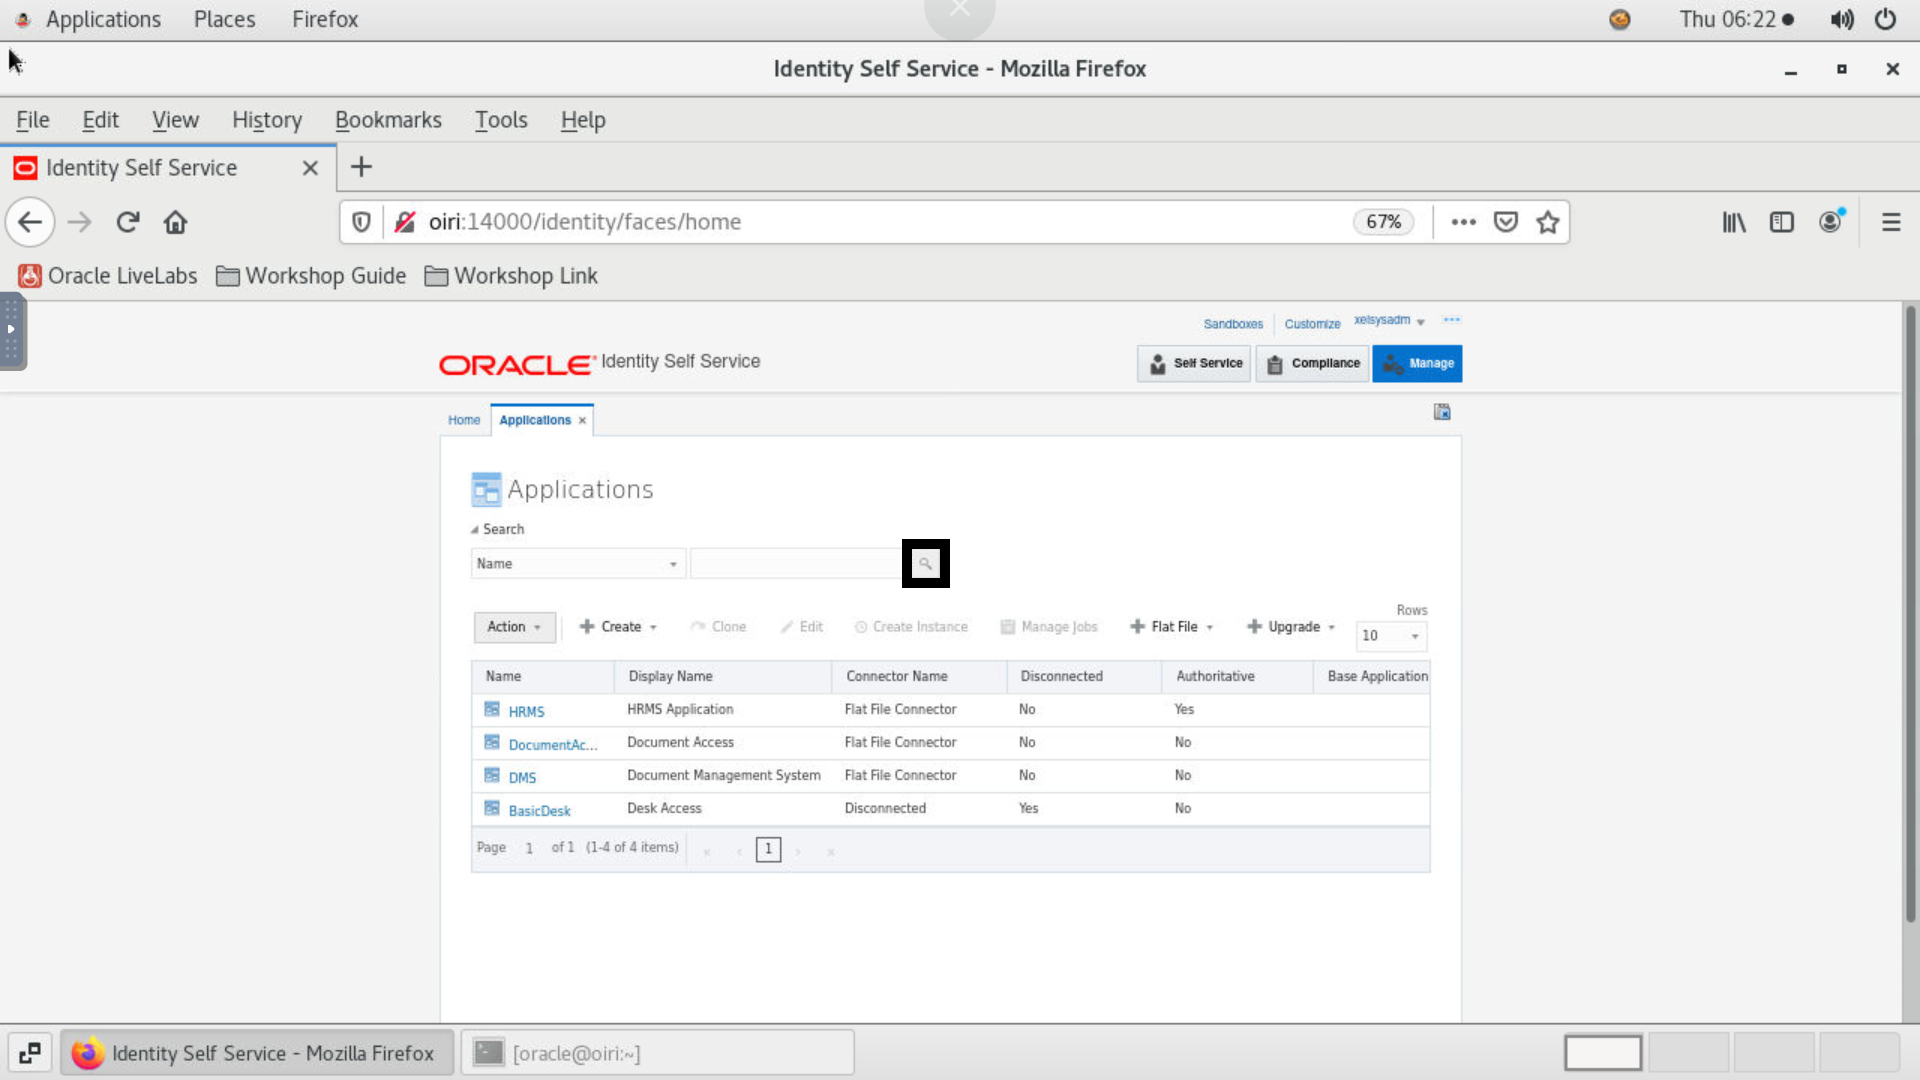 Applications Places Firefox Thu 06:22
Identity Self Service - Mozilla Firefox
File Edit View History Bookmarks Tools Help
Identity Self Service
oiri:14000/identity/faces/home 67%
Oracle LiveLabs Workshop Guide Workshop Link
Sandboxes Customize xelsysadm
ORACLE Identity Self Service Self Service Compliance Manage
Home Applications
Applications
Search
Name
Rows
Action Create Clone Edit Create Instance Manage Jobs Flat File Upgrade 10
Name Display Name Connector Name Disconnected Authoritative Base Application
HRMS HRMS Application Flat File Connector No Yes
DocumentAc... Document Access Flat File Connector No No
DMS Document Management System Flat File Connector No No
BasicDesk Desk Access Disconnected Yes No
Page 1 of 1 (1-4 of 4 items) 1
Identity Self Service - Mozilla Firefox [oracle@oiri:~]